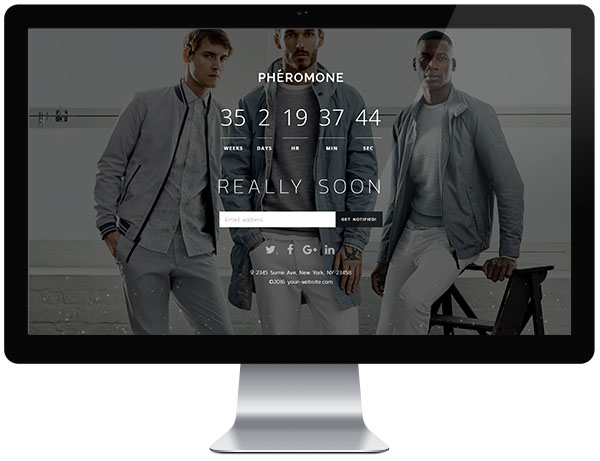 PHÉROMONE
35 2 19 37 44
WEEKS DAYS HR MIN SEC
REALLY SOON
Email address
GET NOTIFIED!
2345 Some Ave, New York, NY 23456
©2016 your-website.com